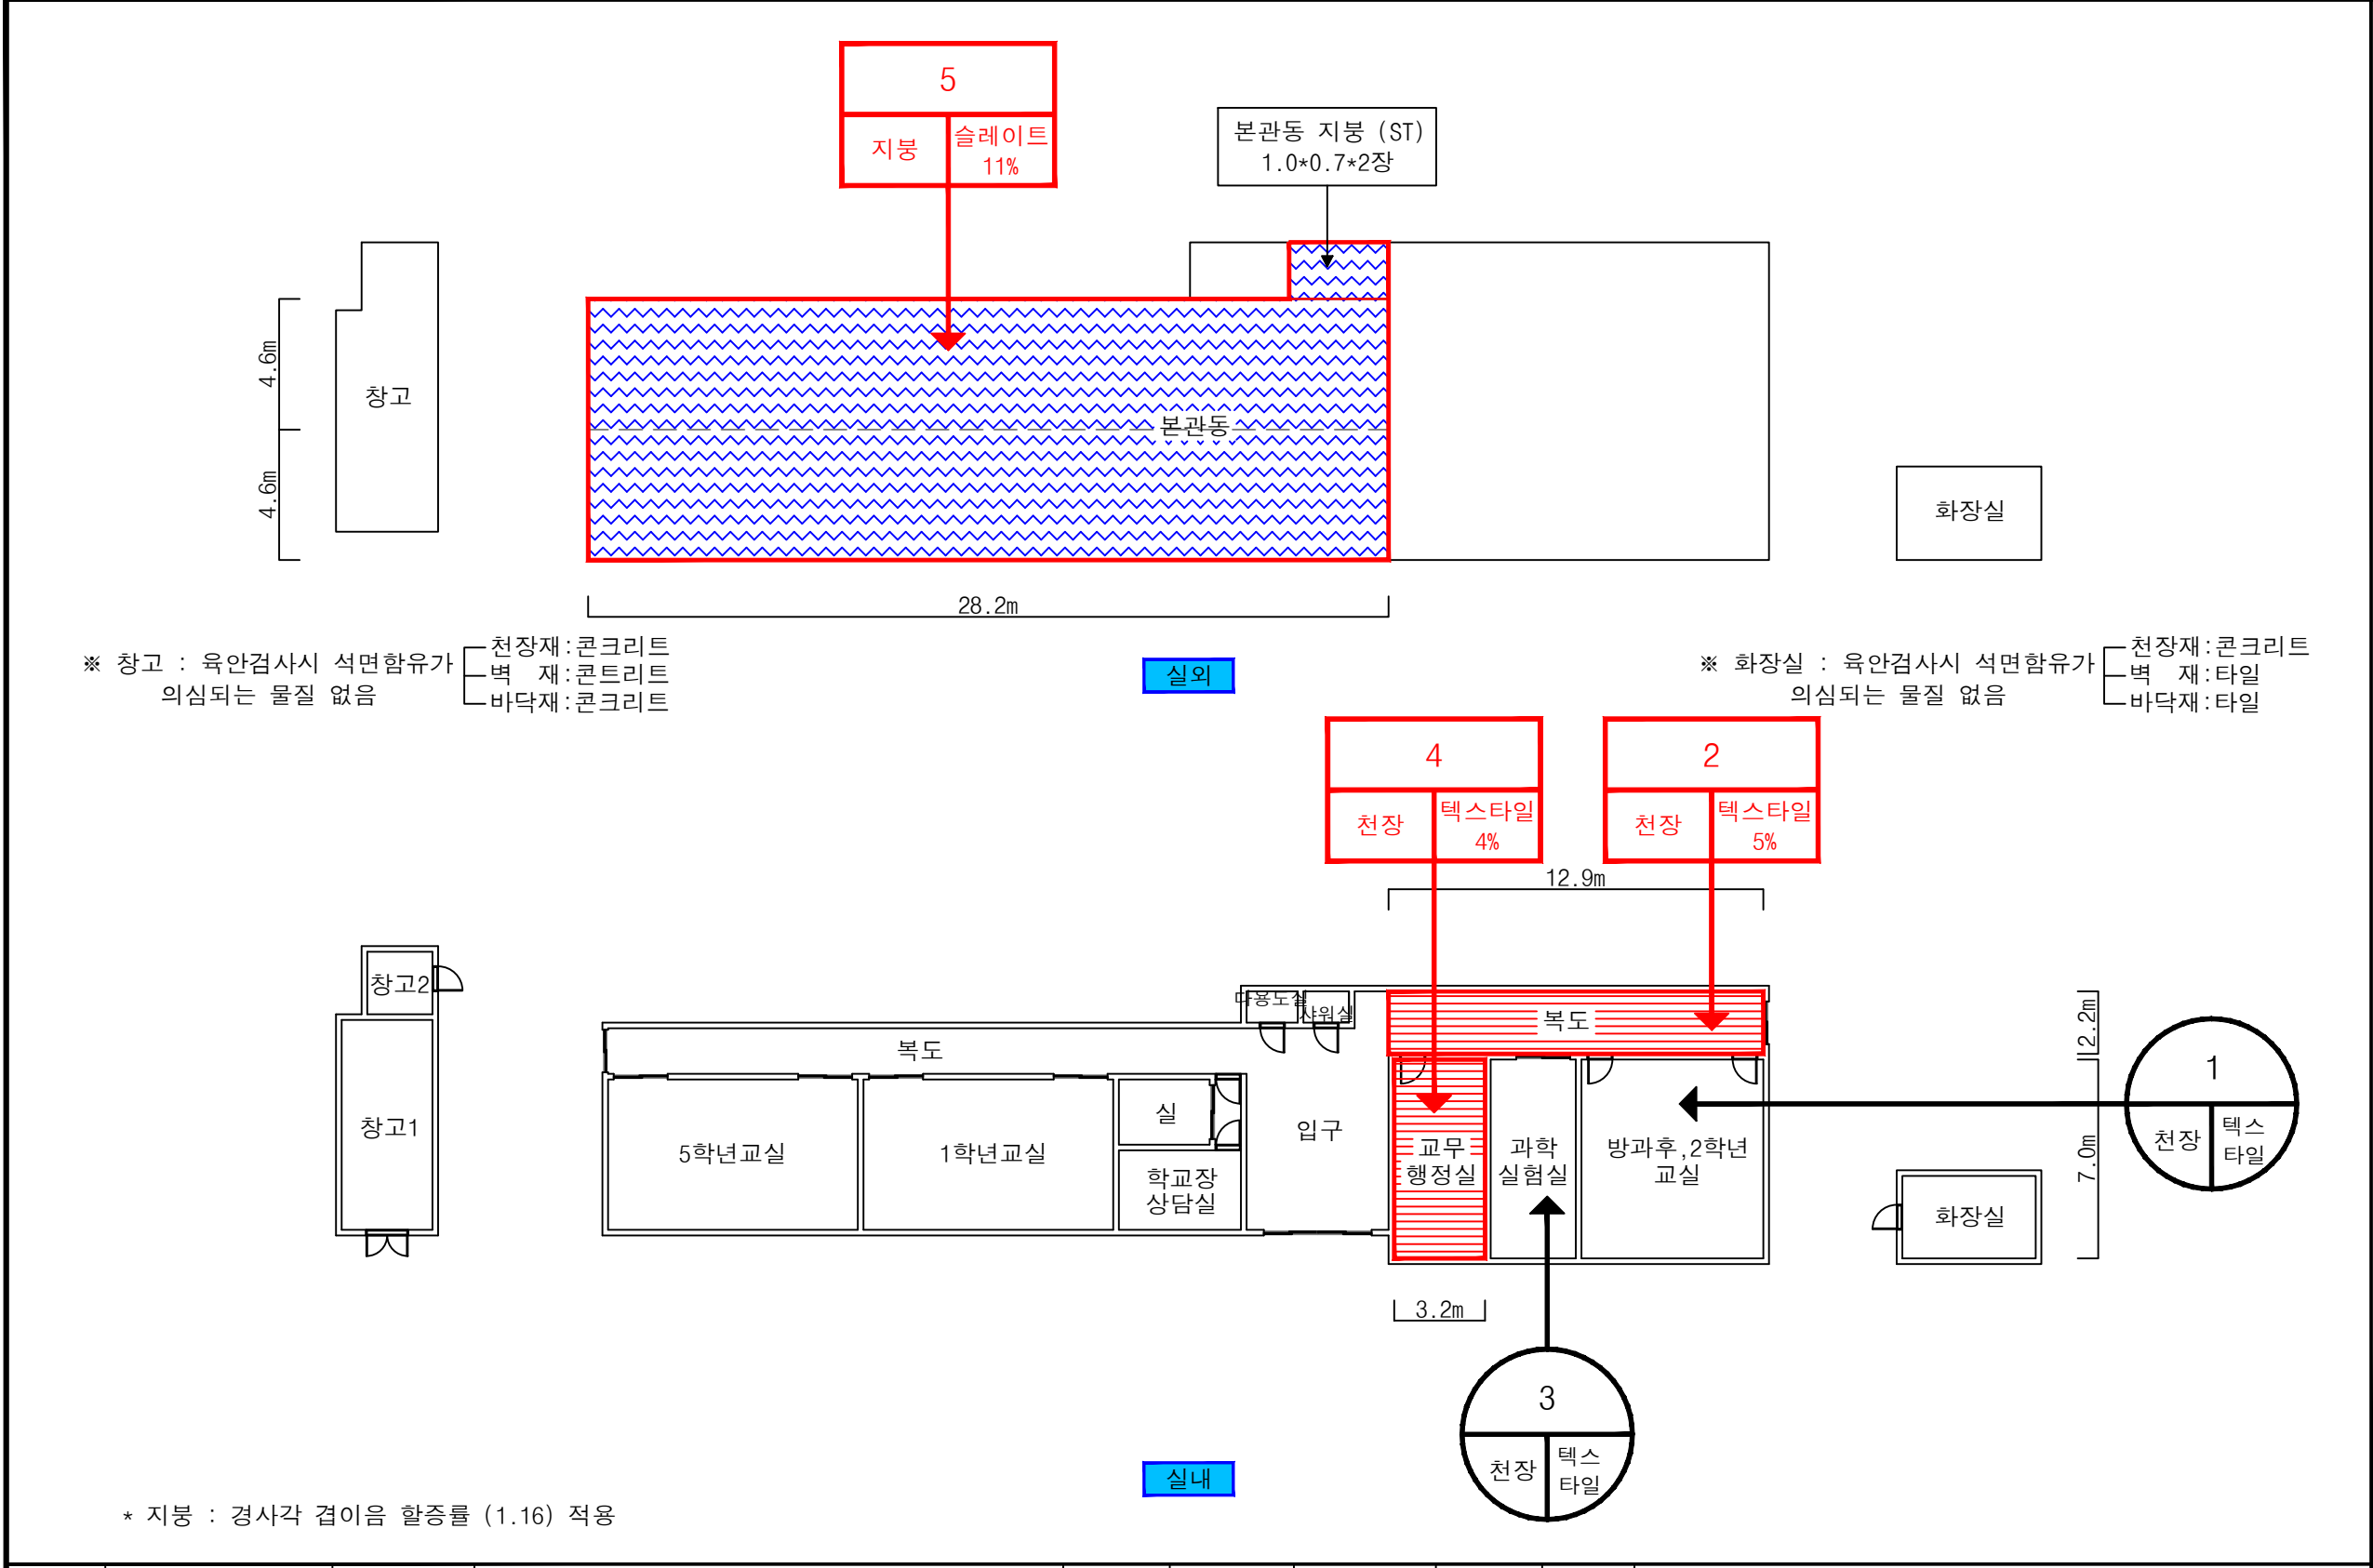 5
지붕
슬레이트
11%
본관동 지붕 (ST)
1.0*0.7*2장
4.6m
4.6m
창고
본관동
화장실
28.2m
※ 창고 : 육안검사시 석면함유가
의심되는 물질 없음
천장재:콘크리트
벽 재:콘트리트
바닥재:콘크리트
실외
※ 화장실 : 육안검사시 석면함유가
의심되는 물질 없음
천장재:콘크리트
벽 재:타일
바닥재:타일
4
천장
텍스타일
4%
2
천장
텍스타일
5%
12.9m
창고2
다용도실
샤워실
복도
복도
2.2m
1
천장
텍스
타일
창고1
5학년교실
1학년교실
실
학교장
상담실
입구
교무
행정실
과학
실험실
방과후,2학년
교실
7.0m
화장실
3.2m
3
천장
텍스
타일
실내
* 지붕 : 경사각 겹이음 할증률 (1.16) 적용